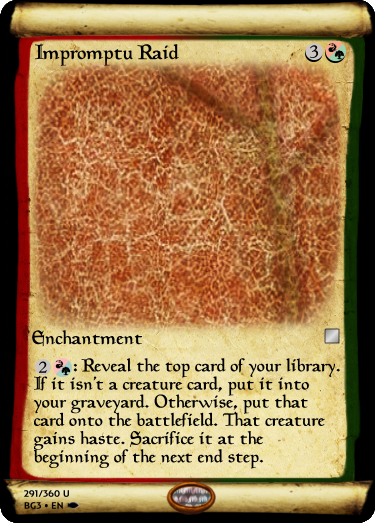 Impromptu Raid 3
Enchantment
2 : Reveal the top card of your library.
If it isn't a creature card, put it into
your graveyard. Otherwise, put that
card onto the battlefield. That creature
gains haste. Sacrifice it at the
beginning of the next end step.
291/360 U
BG3 • EN